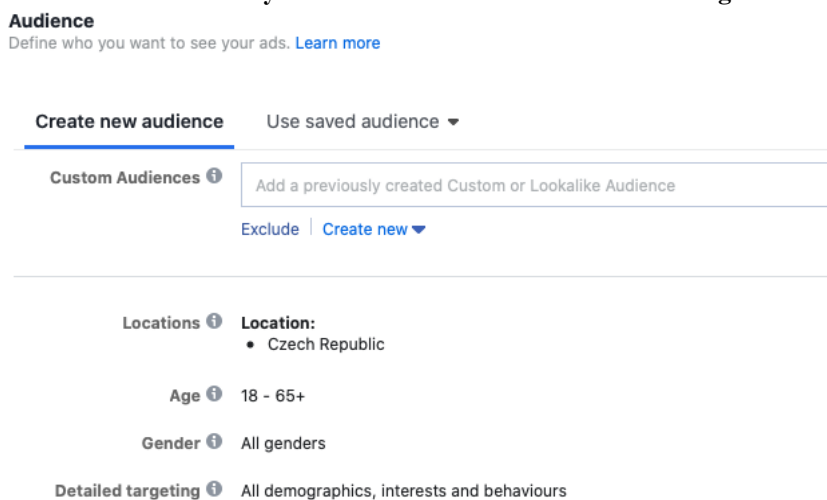 Audience
Define who you want to see your ads. Learn more
Create new audience Use saved audience
Custom Audiences Add a previously created Custom or Lookalike Audience
Exclude Create new
Locations Location:
• Czech Republic
Age 18 - 65+
Gender All genders
Detailed targeting All demographics, interests and behaviours